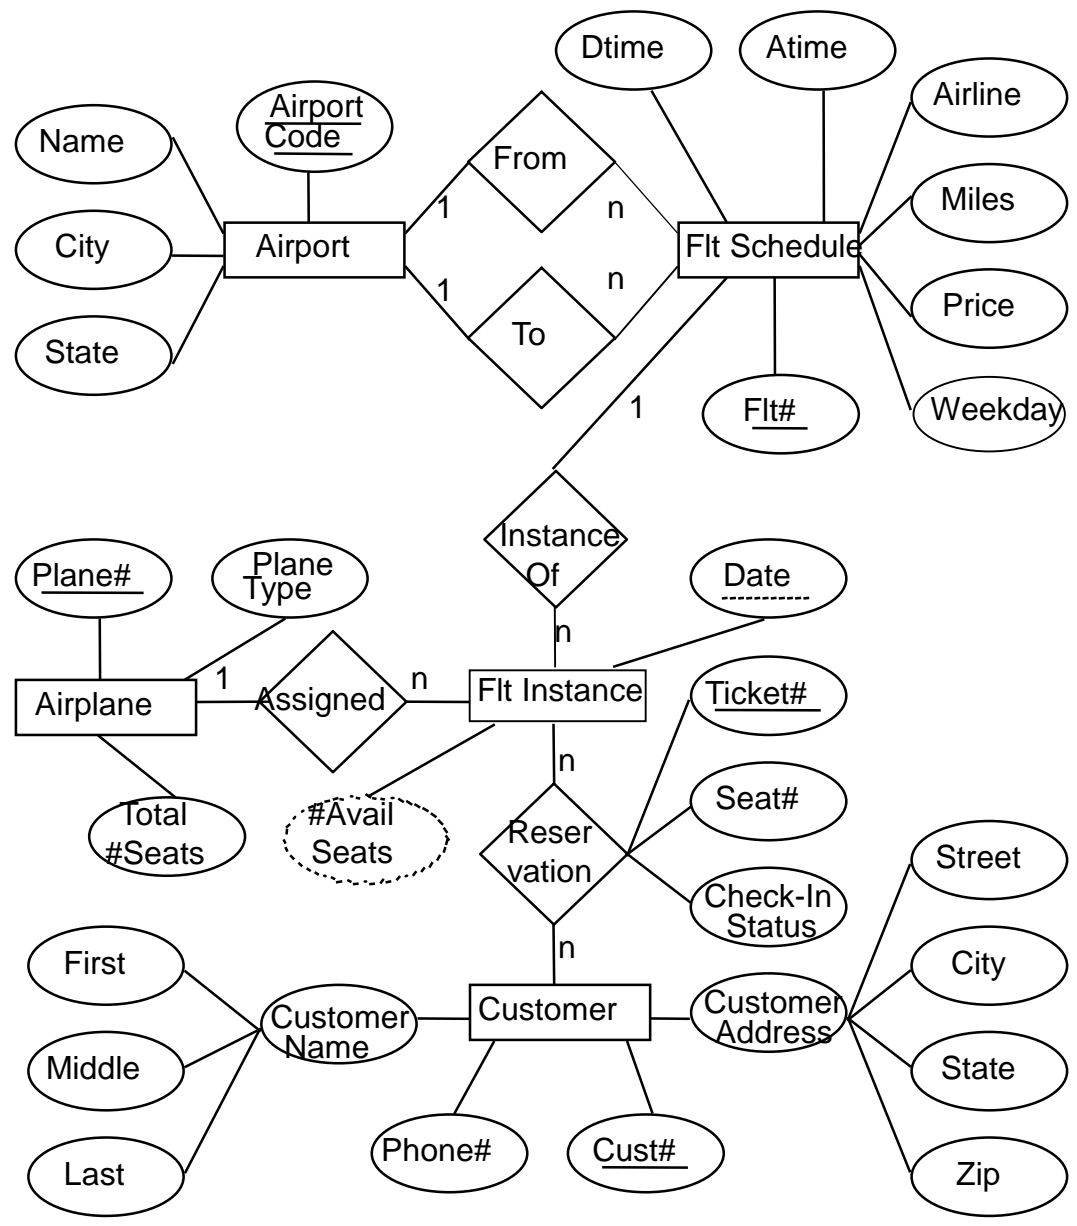 Dtime
Atime
Airline
Airport
Code
Name
From
Miles
1
n
City
Airport
Flt Schedule
1
n
Price
State
To
1
Flt#
Weekday
Instance
Of
Plane#
Plane
Type
Date
n
1
n
Airplane
Assigned
Flt Instance
Ticket#
n
Total
#Seats
#Avail
Seats
Reser
vation
Seat#
Street
Check-In
Status
n
First
City
Customer
Name
Customer
Customer
Address
Middle
State
Phone#
Cust#
Last
Zip